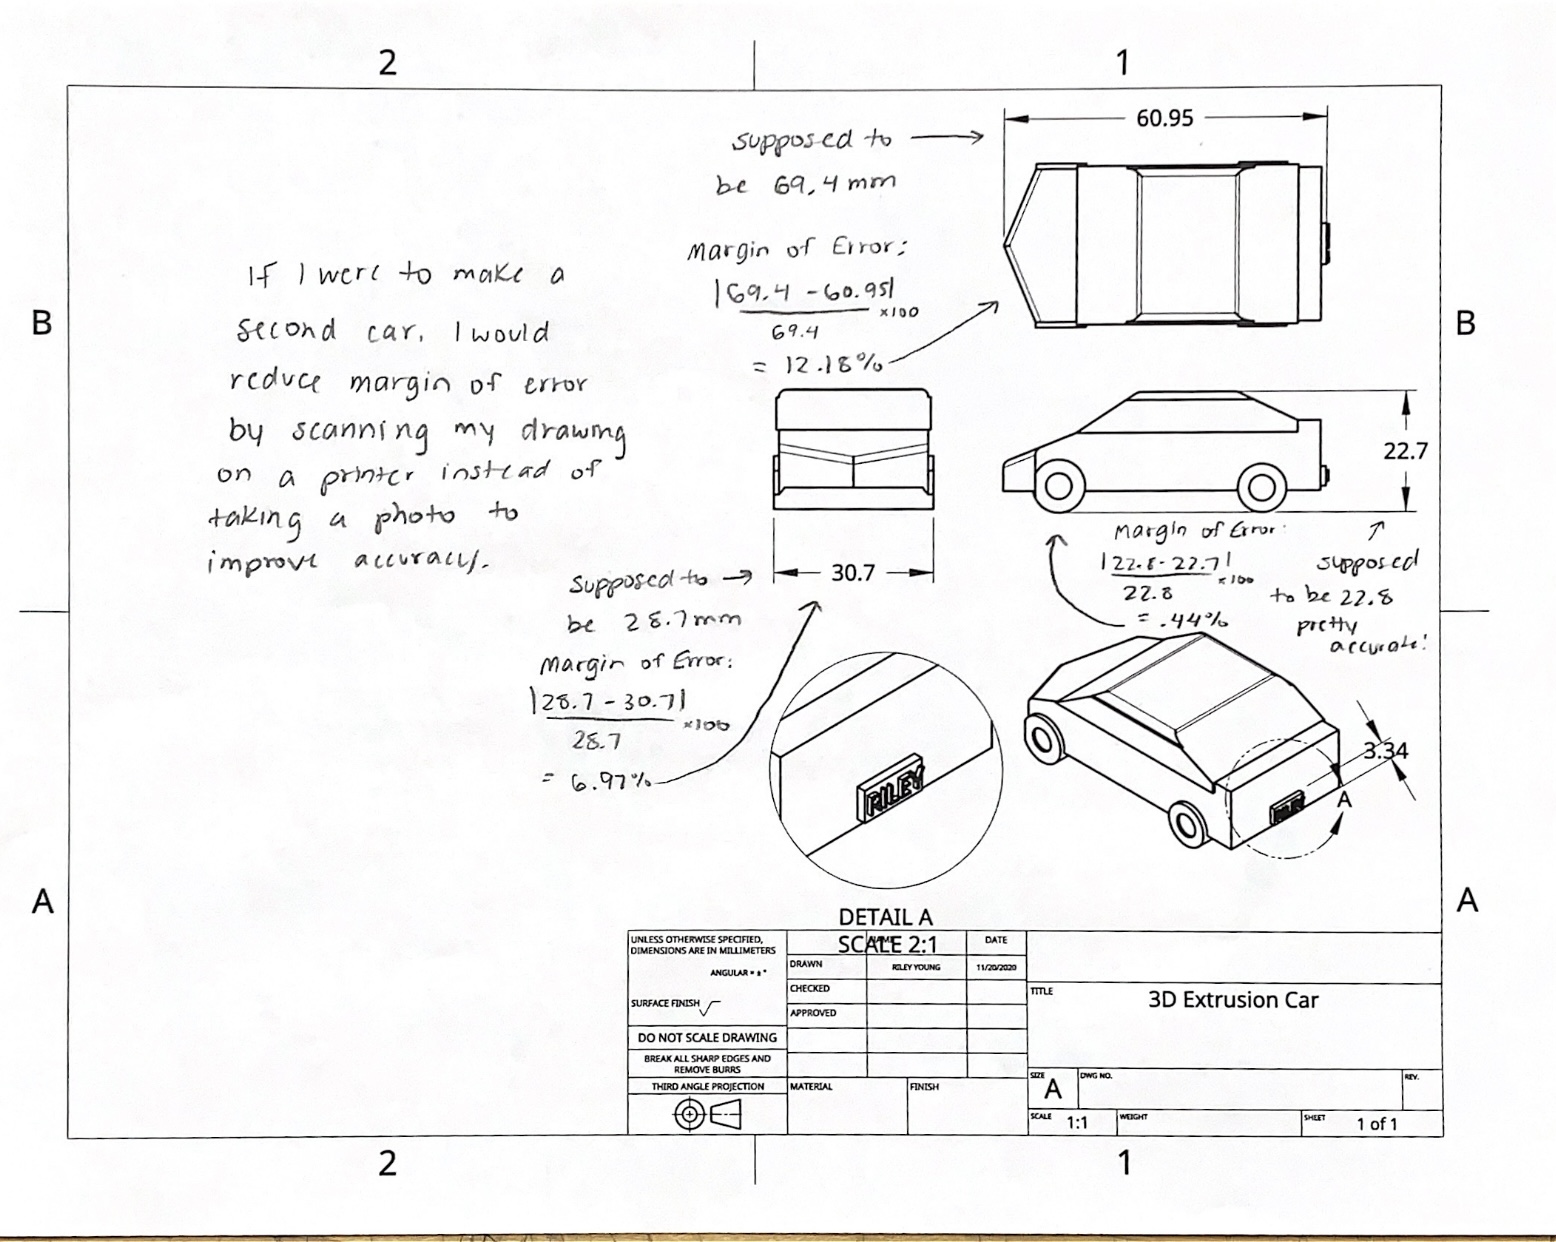 2
1
60.95
supposed to
be 69.4 mm
Margin of Error:
|69.4 - 60.95|
69.4
×100
= 12.18%
If I were to make a
second car, I would
reduce margin of error
by scanning my drawing
on a printer instead of
taking a photo to
improve accuracy.
B
B
22.7
Margin of Error:
|22.8-22.7|
22.8
×100
= .44%
supposed
to be 22.8
pretty
accurate!
30.7
supposed to
be 28.7mm
Margin of Error:
|28.7 - 30.7|
28.7
×100
= 6.97%
RILEY
3.34
A
A
A
DETAIL A
SCALE 2:1
UNLESS OTHERWISE SPECIFIED,
DIMENSIONS ARE IN MILLIMETERS
ANGULAR = ± °
SURFACE FINISH
DO NOT SCALE DRAWING
BREAK ALL SHARP EDGES AND
REMOVE BURRS
THIRD ANGLE PROJECTION
NAME
DATE
DRAWN
RILEY YOUNG
11/20/2020
CHECKED
APPROVED
MATERIAL
FINISH
TITLE
3D Extrusion Car
SIZE
A
DWG NO.
REV.
SCALE
1:1
WEIGHT
SHEET
1 of 1
2
1